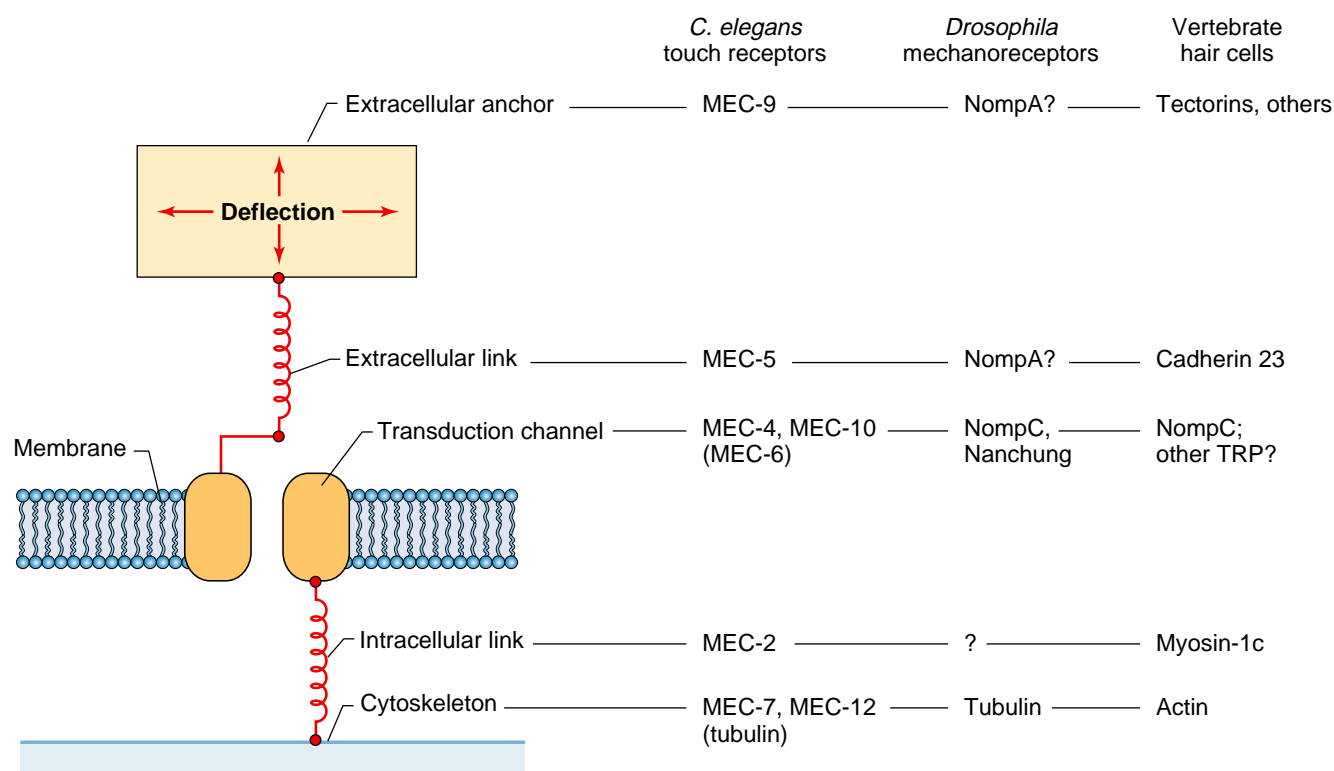 C. elegans
touch receptors
Drosophila
mechanoreceptors
Vertebrate
hair cells
Extracellular anchor
MEC-9
NompA?
Tectorins, others
Deflection
Extracellular link
MEC-5
NompA?
Cadherin 23
Membrane
Transduction channel
MEC-4, MEC-10
(MEC-6)
NompC,
Nanchung
NompC;
other TRP?
Intracellular link
MEC-2
?
Myosin-1c
Cytoskeleton
MEC-7, MEC-12
(tubulin)
Tubulin
Actin